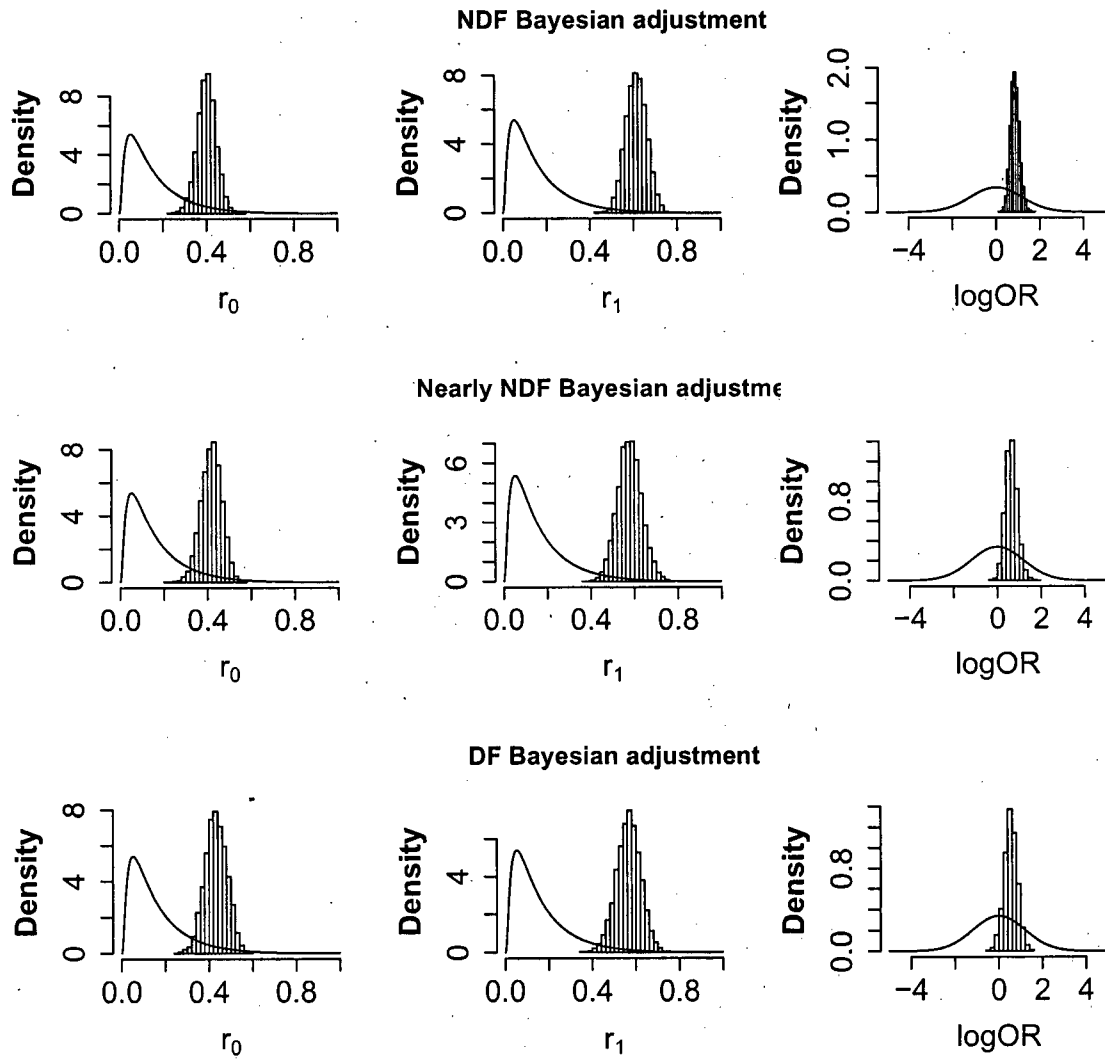 NDF Bayesian adjustment
Density
0 4 8
0.0 0.4 0.8
r0
Density
0 4 8
0.0 0.4 0.8
r1
Density
0.0 1.0 2.0
−4 0 2 4
logOR
Nearly NDF Bayesian adjustme
Density
0 4 8
0.0 0.4 0.8
r0
Density
0 3 6
0.0 0.4 0.8
r1
Density
0.0 0.8
−4 0 2 4
logOR
DF Bayesian adjustment
Density
0 4 8
0.0 0.4 0.8
r0
Density
0 4
0.0 0.4 0.8
r1
Density
0.0 0.8
−4 0 2 4
logOR